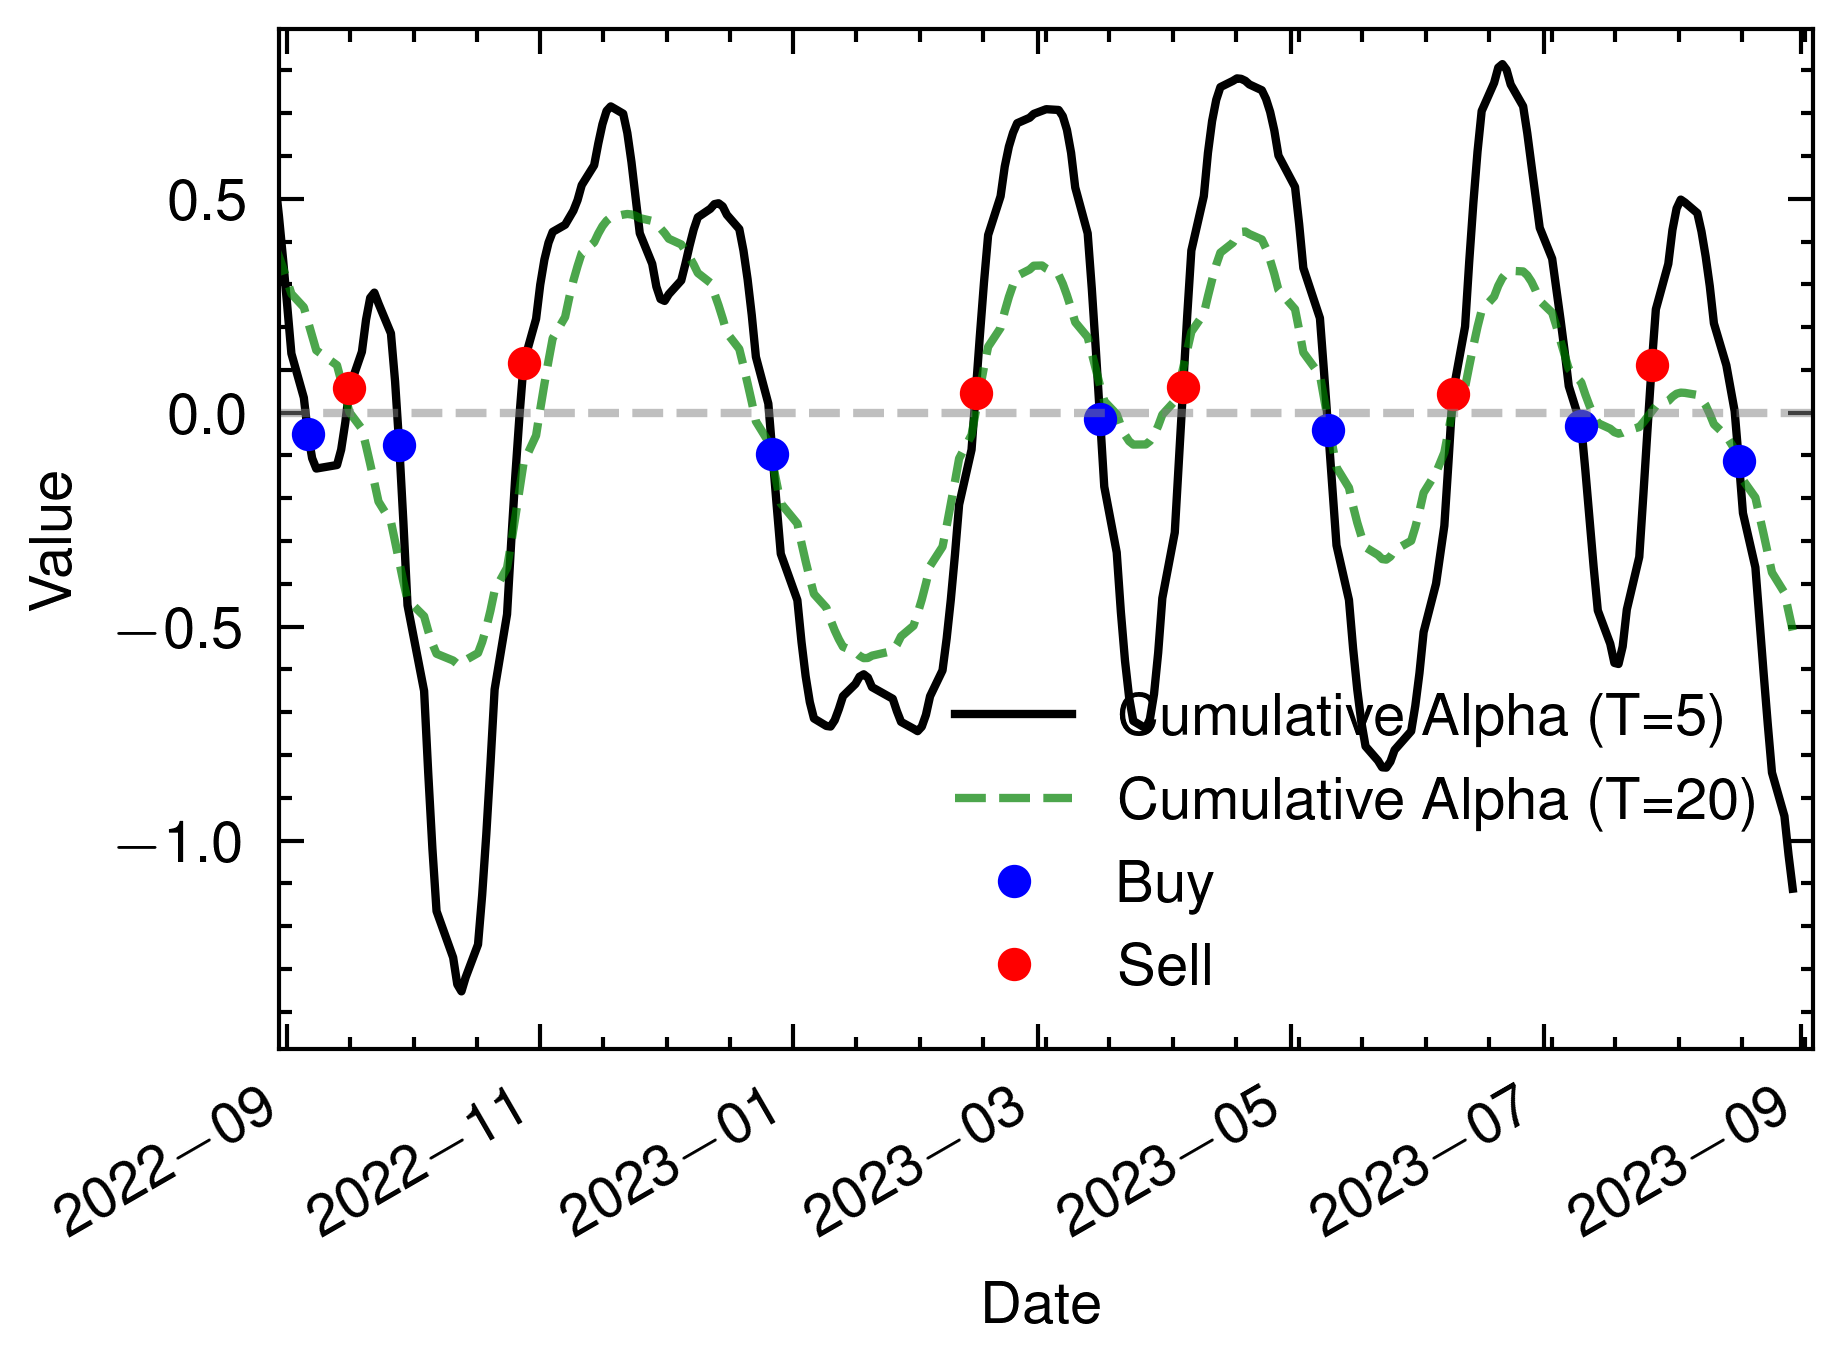 0.5
0.0
−0.5
−1.0
Value
Cumulative Alpha (T=5)
Cumulative Alpha (T=20)
Buy
Sell
2022−09
2022−11
2023−01
2023−03
2023−05
2023−07
2023−09
Date